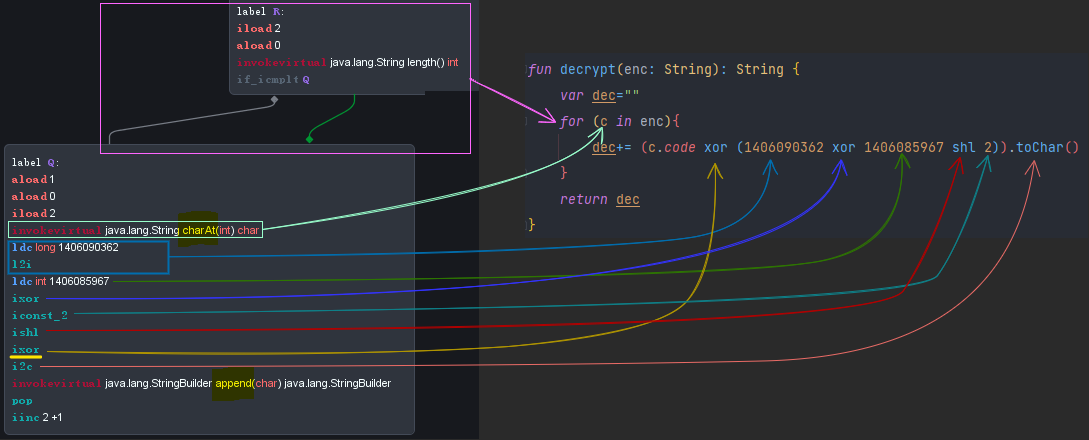 label R:
iload 2
aload 0
invokevirtual java.lang.String length() int
if_icmplt Q
label Q:
aload 1
aload 0
iload 2
invokevirtual java.lang.String charAt(int) char
ldc long 1406090362
l2i
ldc int 1406085967
ixor
iconst_2
ishl
ixor
i2c
invokevirtual java.lang.StringBuilder append(char) java.lang.StringBuilder
pop
iinc 2 +1
fun decrypt(enc: String): String {
var dec=""
for (c in enc){
dec+= (c.code xor (1406090362 xor 1406085967 shl 2)).toChar()
}
return dec
}